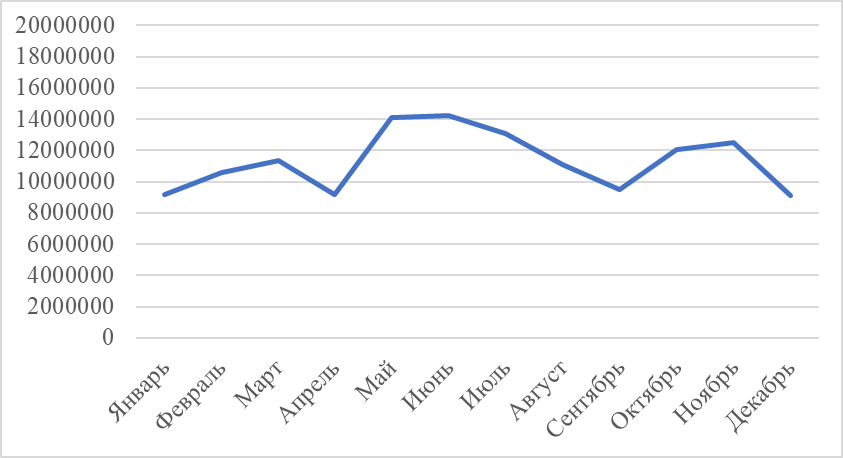 20000000
18000000
16000000
14000000
12000000
10000000
8000000
6000000
4000000
2000000
0
Январь
Февраль
Март
Апрель
Май
Июнь
Июль
Август
Сентябрь
Октябрь
Ноябрь
Декабрь